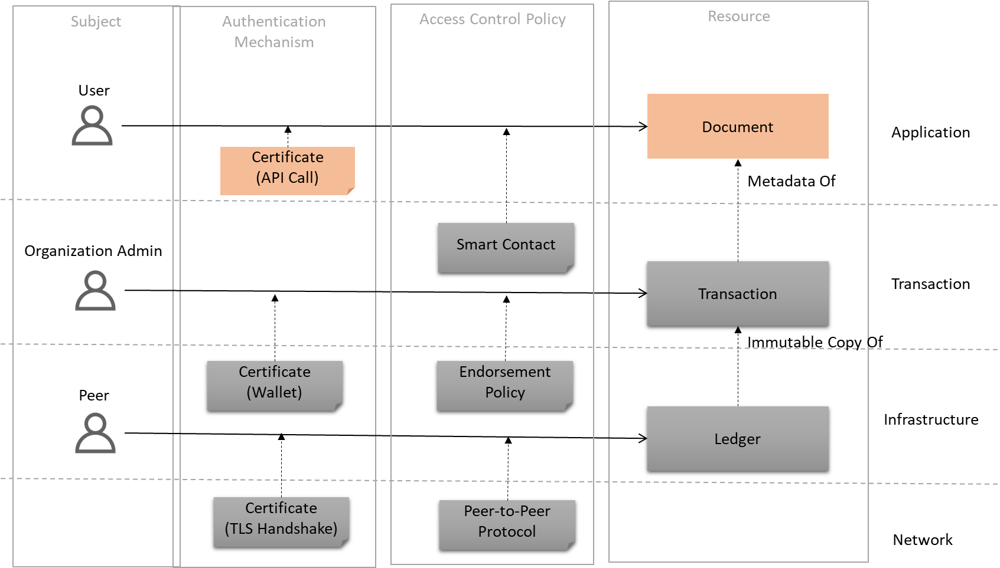 Subject
Authentication
Mechanism
Access Control Policy
Resource
User
Document
Application
Certificate
(API Call)
Metadata Of
Smart Contact
Organization Admin
Transaction
Transaction
Immutable Copy Of
Certificate
(Wallet)
Endorsement
Policy
Peer
Ledger
Infrastructure
Certificate
(TLS Handshake)
Peer-to-Peer
Protocol
Network